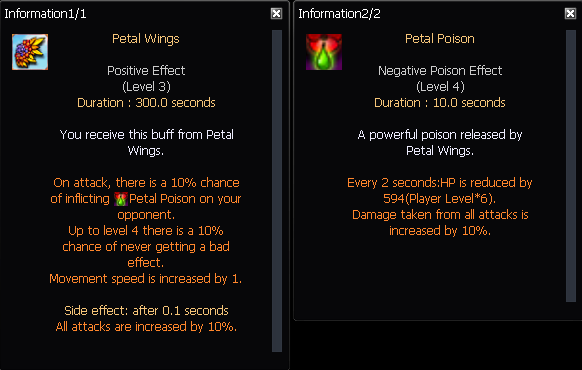 Information1/1
Petal Wings
Positive Effect
(Level 3)
Duration : 300.0 seconds
You receive this buff from Petal
Wings.
On attack, there is a 10% chance
of inflicting Petal Poison on your
opponent.
Up to level 4 there is a 10%
chance of never getting a bad
effect.
Movement speed is increased by 1.
Side effect: after 0.1 seconds
All attacks are increased by 10%.
Information2/2
Petal Poison
Negative Poison Effect
(Level 4)
Duration : 10.0 seconds
A powerful poison released by
Petal Wings.
Every 2 seconds:HP is reduced by
594(Player Level*6).
Damage taken from all attacks is
increased by 10%.